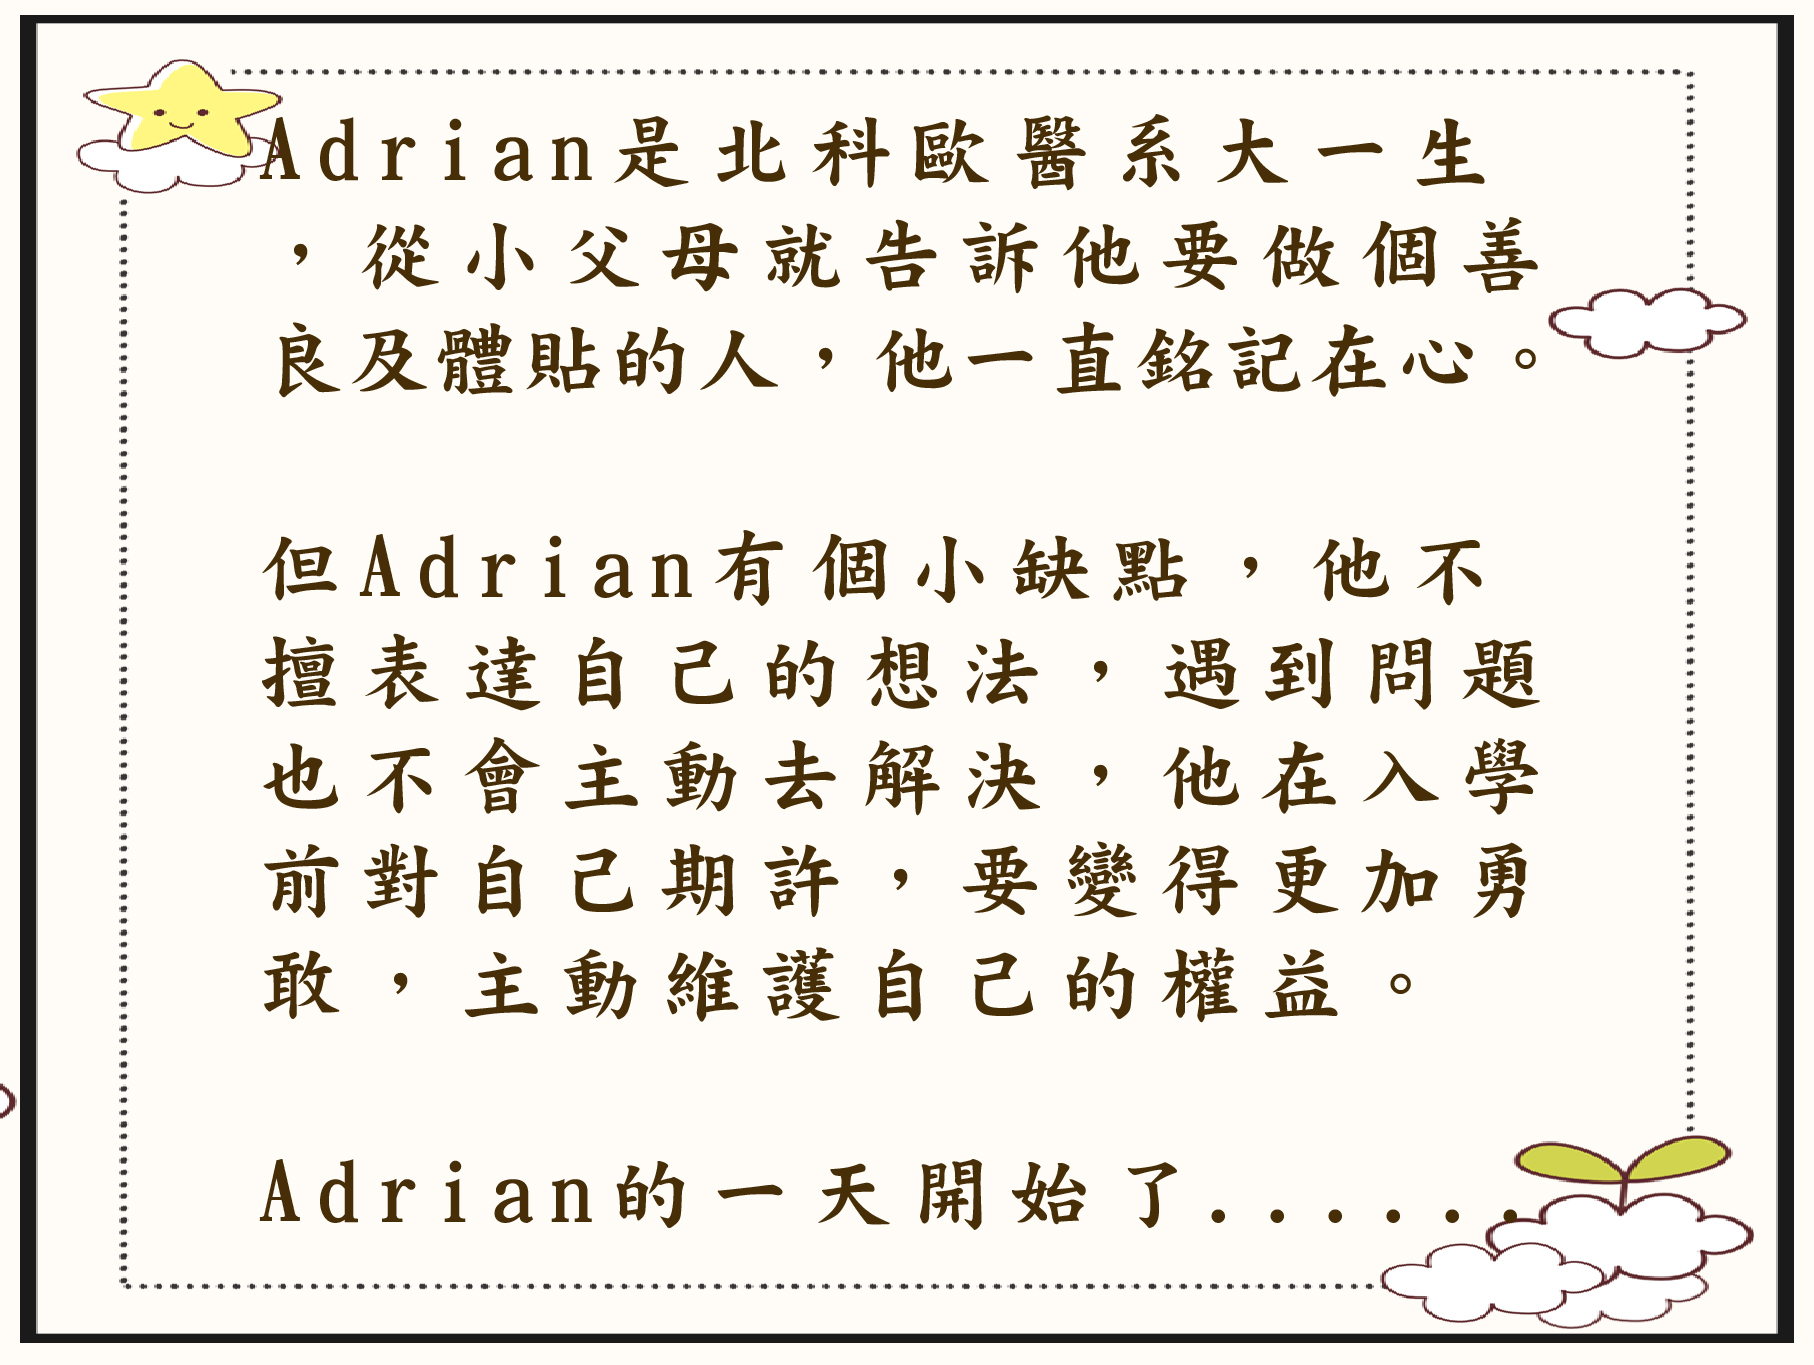 Adrian是北科歐醫系大一生
，從小父母就告訴他要做個善
良及體貼的人，他一直銘記在心。
但Adrian有個小缺點，他不
擅表達自己的想法，遇到問題
也不會主動去解決，他在入學
前對自己期許，要變得更加勇
敢，主動維護自己的權益。
Adrian的一天開始了......